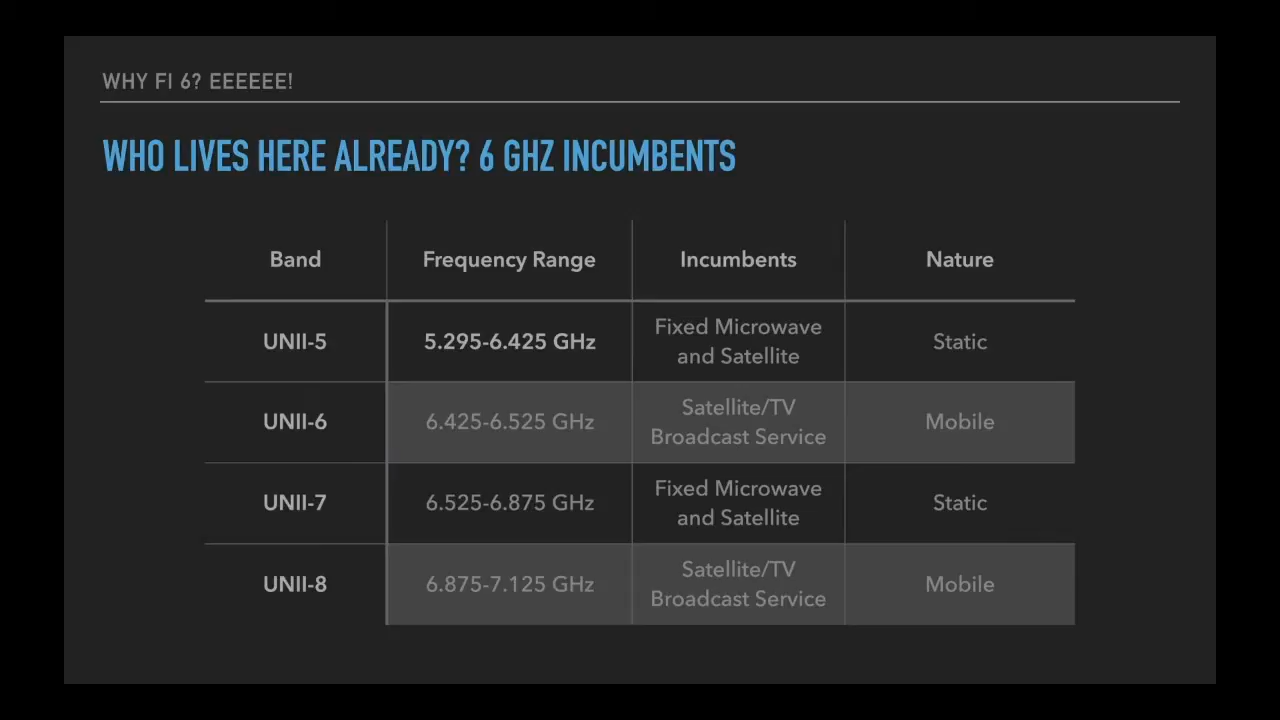 WHY FI 6? EEEEEE!
WHO LIVES HERE ALREADY? 6 GHZ INCUMBENTS
Band Frequency Range Incumbents Nature
UNII-5 5.295-6.425 GHz Fixed Microwave and Satellite Static
UNII-6 6.425-6.525 GHz Satellite/TV Broadcast Service Mobile
UNII-7 6.525-6.875 GHz Fixed Microwave and Satellite Static
UNII-8 6.875-7.125 GHz Satellite/TV Broadcast Service Mobile